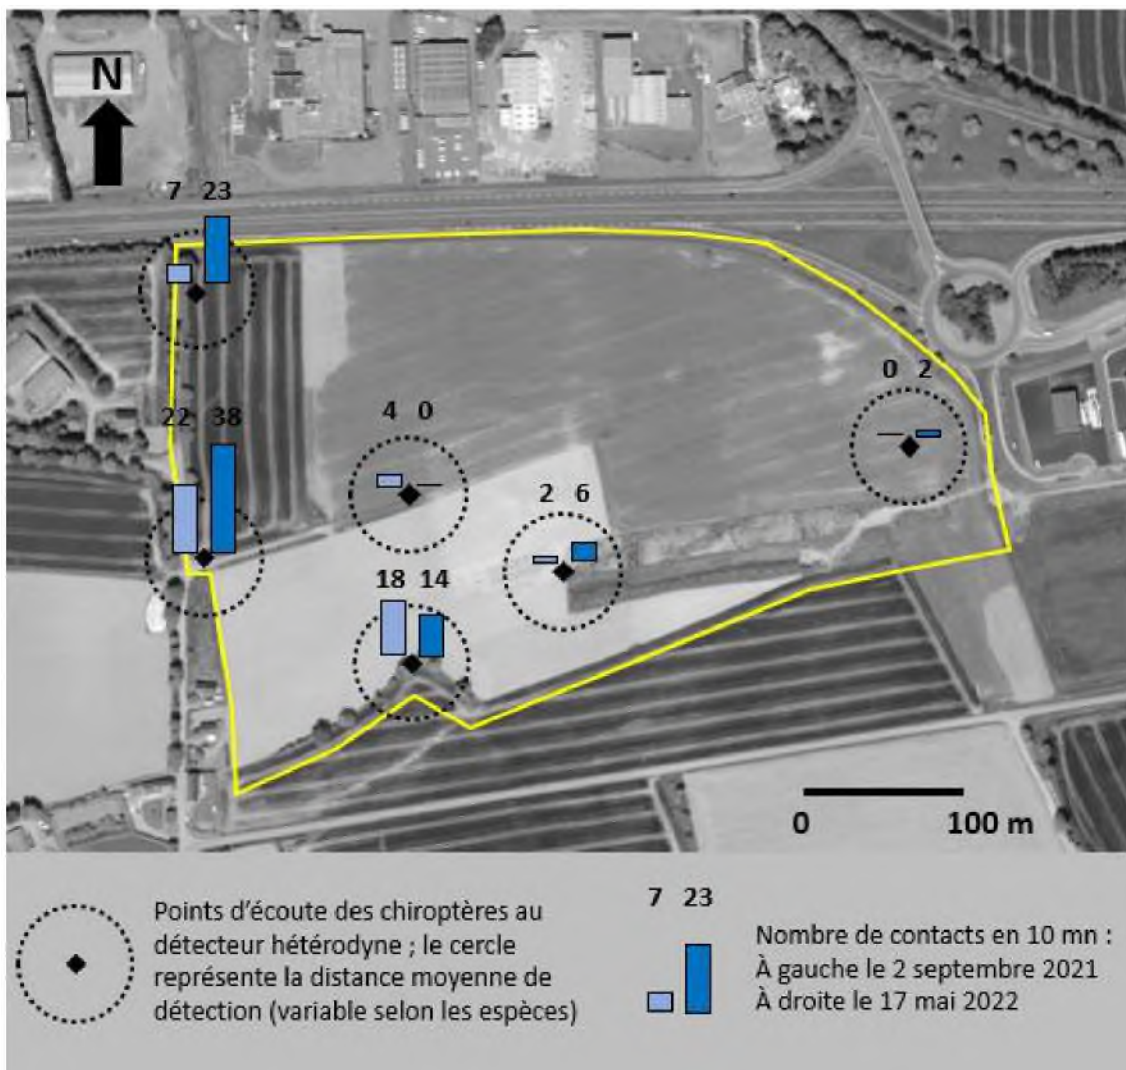 N
7 23
0 2
22 38
4 0
2 6
18 14
0 100 m
7 23
Points d'écoute des chiroptères au
détecteur hétérodyne ; le cercle
représente la distance moyenne de
détection (variable selon les espèces)
Nombre de contacts en 10 mn :
À gauche le 2 septembre 2021
À droite le 17 mai 2022